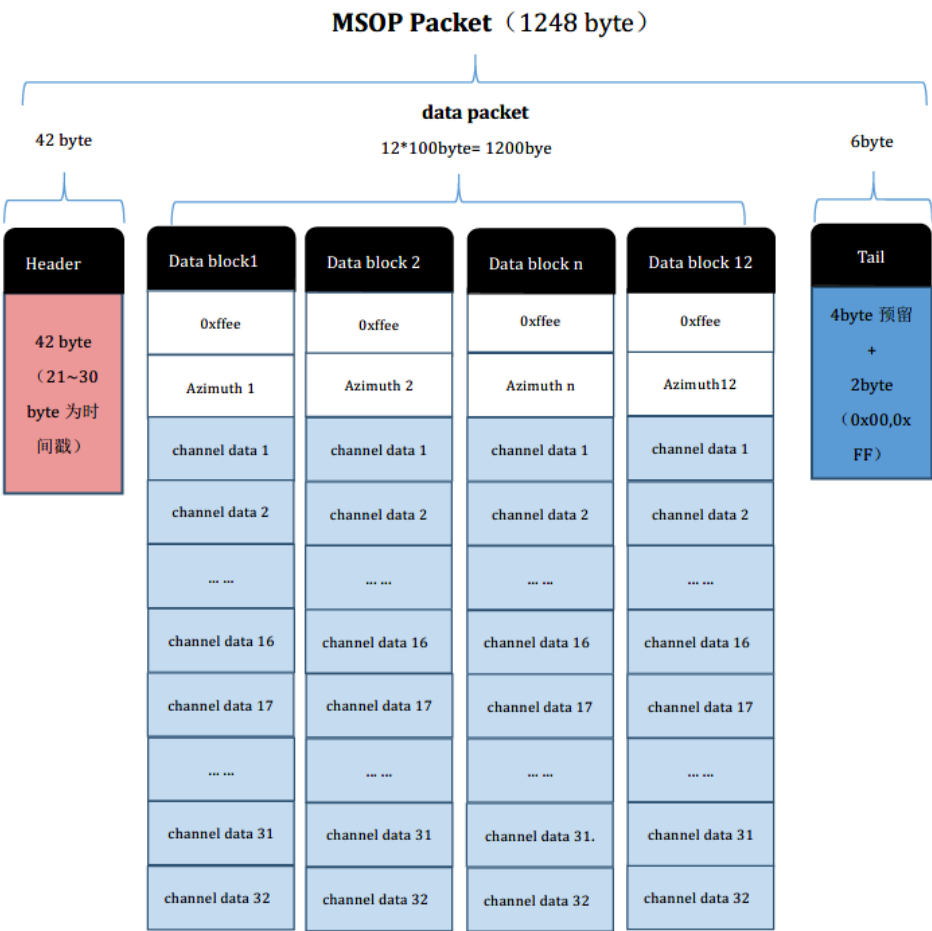 MSOP Packet（1248 byte）
data packet
42 byte
12*100byte= 1200bye
6byte
Header
42 byte
（21~30
byte 为时
间戳）
Data block1
0xffee
Azimuth 1
channel data 1
channel data 2
... ...
channel data 16
channel data 17
... ...
channel data 31
channel data 32
Data block 2
0xffee
Azimuth 2
channel data 1
channel data 2
... ...
channel data 16
channel data 17
... ...
channel data 31
channel data 32
Data block n
0xffee
Azimuth n
channel data 1
channel data 2
... ...
channel data 16
channel data 17
... ...
channel data 31.
channel data 32
Data block 12
0xffee
Azimuth12
channel data 1
channel data 2
... ...
channel data 16
channel data 17
... ...
channel data 31
channel data 32
Tail
4byte 预留
+
2byte
（0x00,0x
FF）